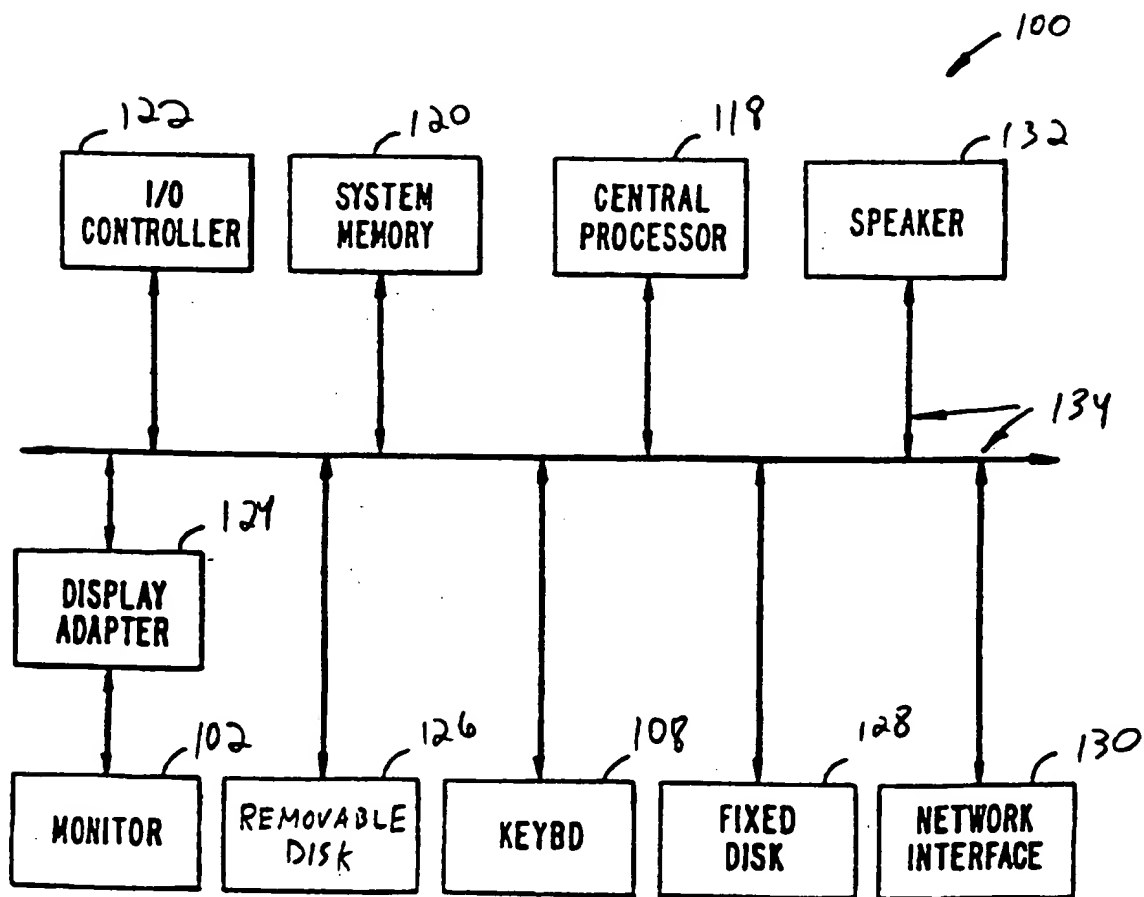 100
122
120
118
132
I/O
CONTROLLER
SYSTEM
MEMORY
CENTRAL
PROCESSOR
SPEAKER
134
124
DISPLAY
ADAPTER
102
126
108
128
130
MONITOR
REMOVABLE
DISK
KEYBD
FIXED
DISK
NETWORK
INTERFACE